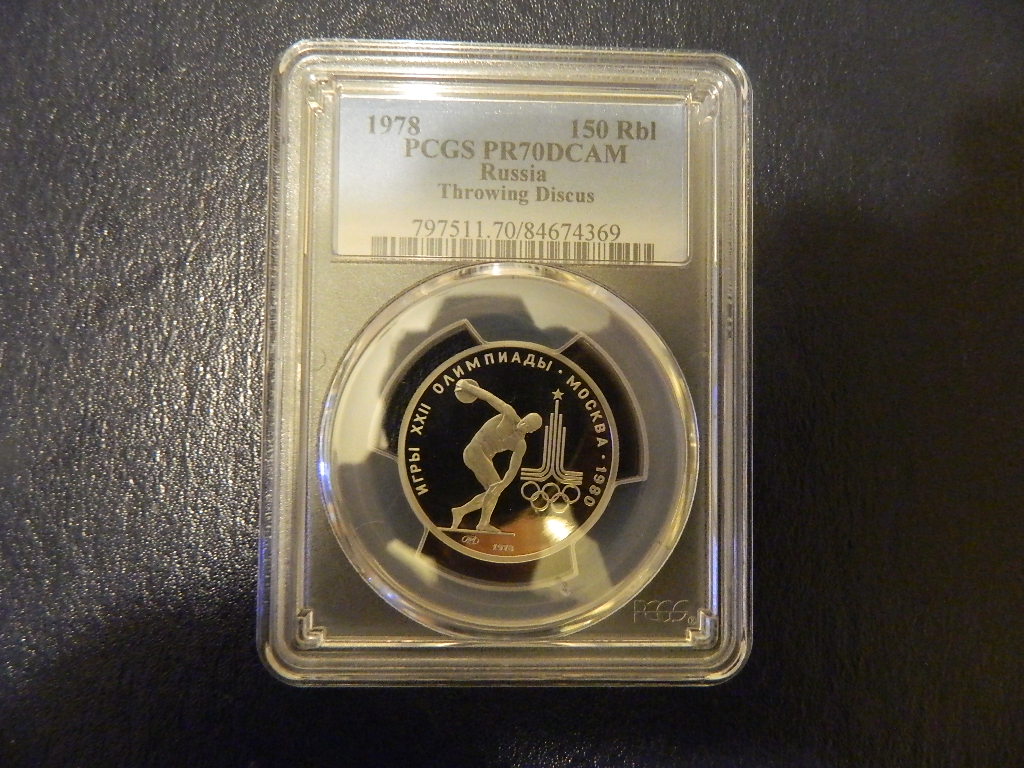 1978 150 Rbl
PCGS PR70DCAM
Russia
Throwing Discus
797511.70/84674369
ИГРЫ XXII ОЛИМПИАДЫ · МОСКВА · 1980
1978
PCGS